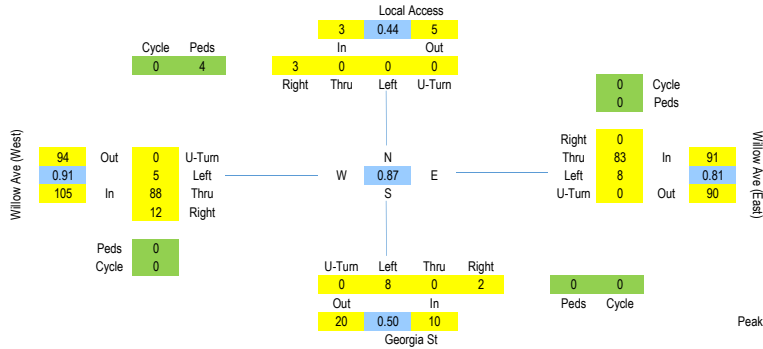 Local Access
3 0.44 5
Cycle Peds In Out
0 4 3 0 0 0
Right Thru Left U-Turn
0 Cycle
0 Peds
Willow Ave (West)
94 Out 0 U-Turn
0.91 5 Left
105 In 88 Thru
12 Right
N
W 0.87 E
S
Right 0
Thru 83 In 91
Left 8 0.81
U-Turn 0 Out 90
Willow Ave (East)
Peds 0
Cycle 0
U-Turn Left Thru Right
0 8 0 2 0 0
Out In Peds Cycle
20 0.50 10 Peak
Georgia St